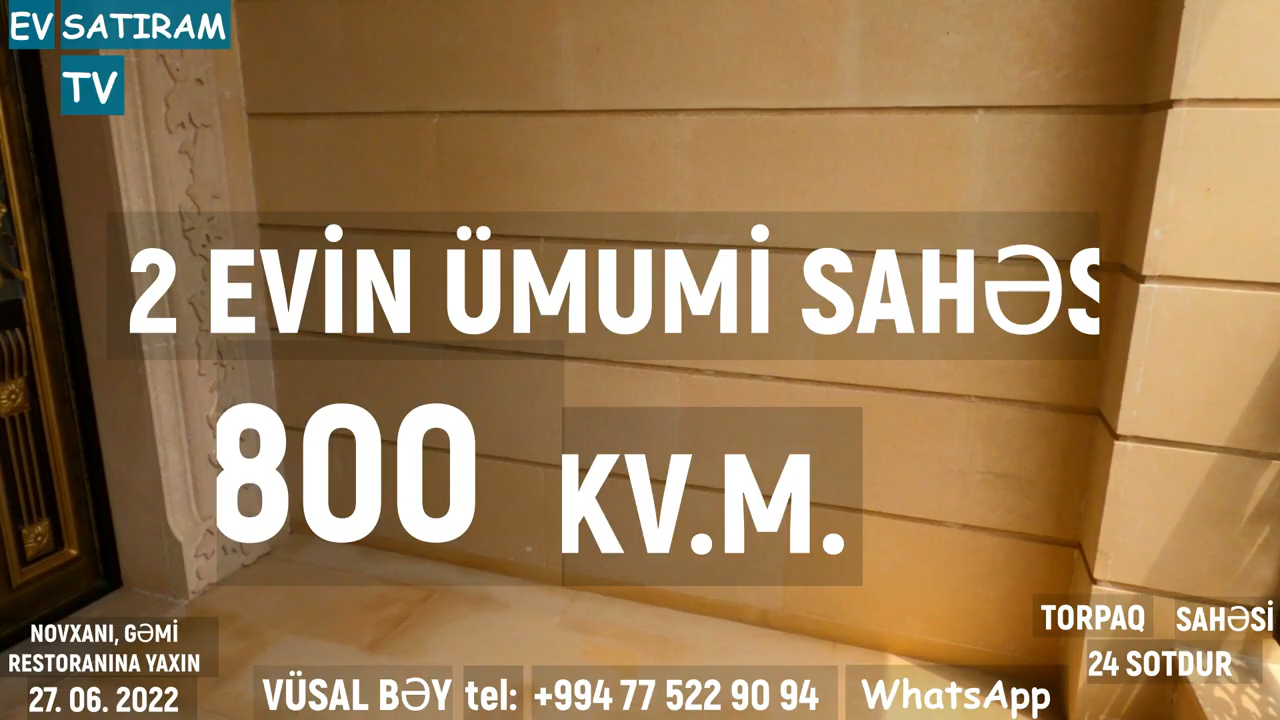 EV SATIRAM
TV
2 EVİN ÜMUMİ SAHƏS
800 KV.M.
NOVXANI, GƏMİ
RESTORANINA YAXIN
27. 06. 2022
VÜSAL BƏY tel: +994 77 522 90 94 WhatsApp
TORPAQ SAHƏSİ
24 SOTDUR